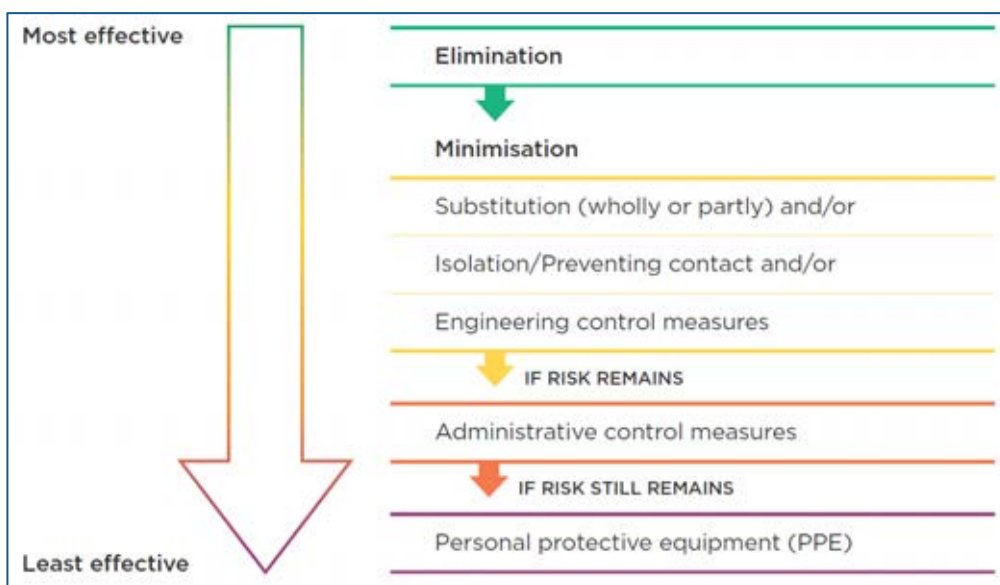 Most effective
Elimination
Minimisation
Substitution (wholly or partly) and/or
Isolation/Preventing contact and/or
Engineering control measures
IF RISK REMAINS
Administrative control measures
IF RISK STILL REMAINS
Personal protective equipment (PPE)
Least effective